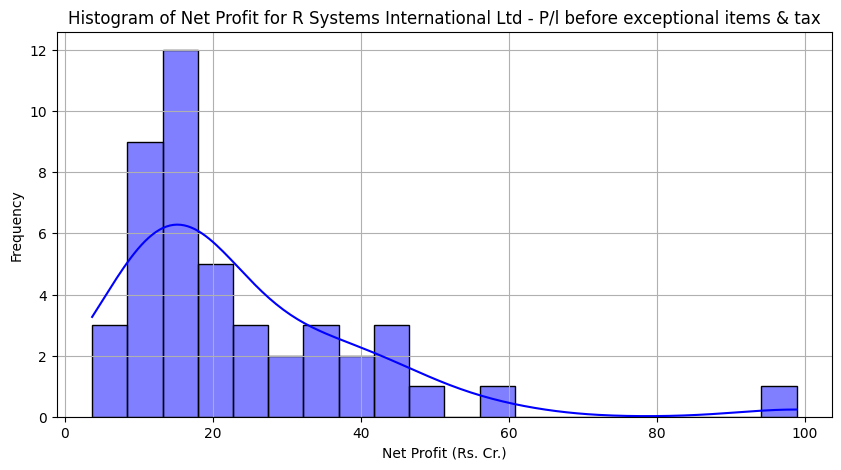 Histogram of Net Profit for R Systems International Ltd - P/l before exceptional items & tax
12
10
8
6
4
2
0
Frequency
0 20 40 60 80 100
Net Profit (Rs. Cr.)